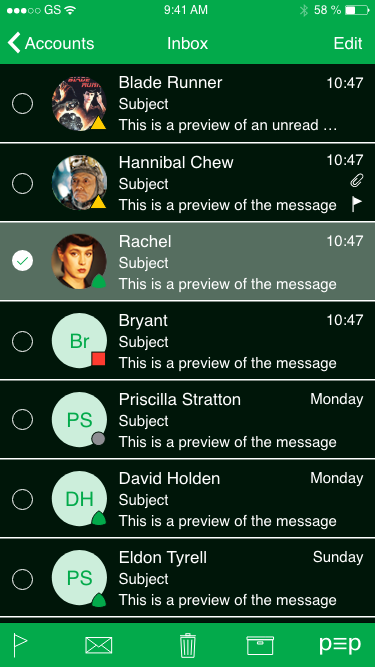 GS 9:41 AM 58 %
Accounts Inbox Edit
BLADE RUNNER
Blade Runner 10:47
Subject
This is a preview of an unread …
Hannibal Chew 10:47
Subject
This is a preview of the message
Rachel 10:47
Subject
This is a preview of the message
Br
Bryant 10:47
Subject
This is a preview of the message
PS
Priscilla Stratton Monday
Subject
This is a preview of the message
DH
David Holden Monday
Subject
This is a preview of the message
PS
Eldon Tyrell Sunday
Subject
This is a preview of the message
p≡p